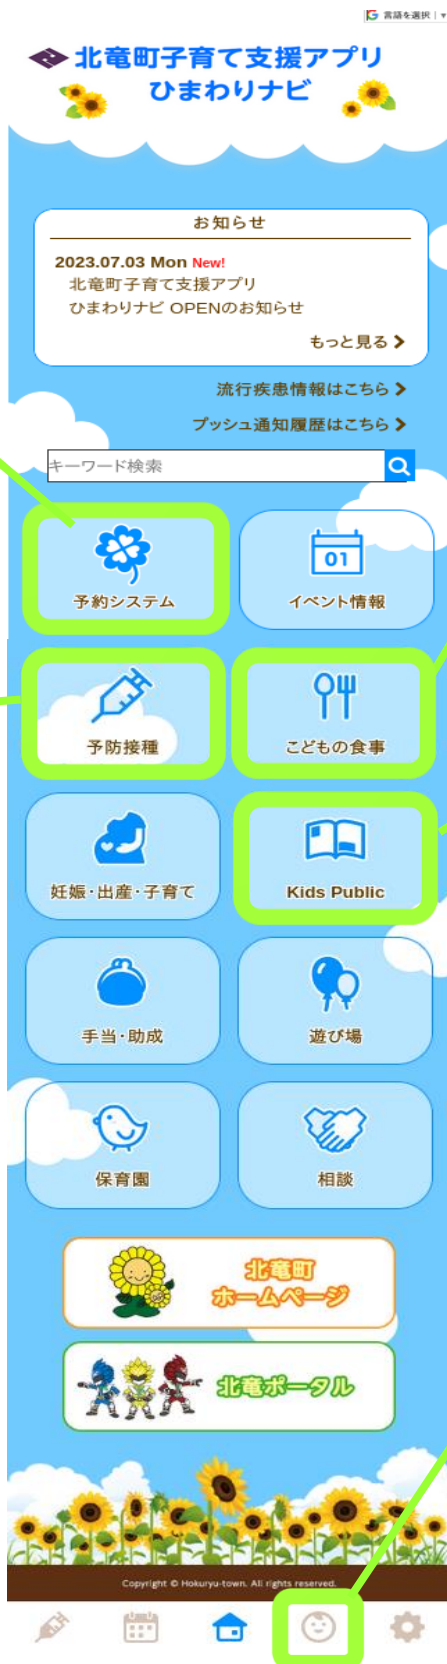 言語を選択 | ▼
北竜町子育て支援アプリ
ひまわりナビ
お知らせ
2023.07.03 Mon New!
北竜町子育て支援アプリ
ひまわりナビ OPENのお知らせ
もっと見る
流行疾患情報はこちら
プッシュ通知履歴はこちら
キーワード検索
01
予約システム
イベント情報
予防接種
こどもの食事
妊娠・出産・子育て
Kids Public
手当・助成
遊び場
保育園
相談
北竜町
ホームページ
北竜ポータル
Copyright © Hokuryu-town. All rights reserved.